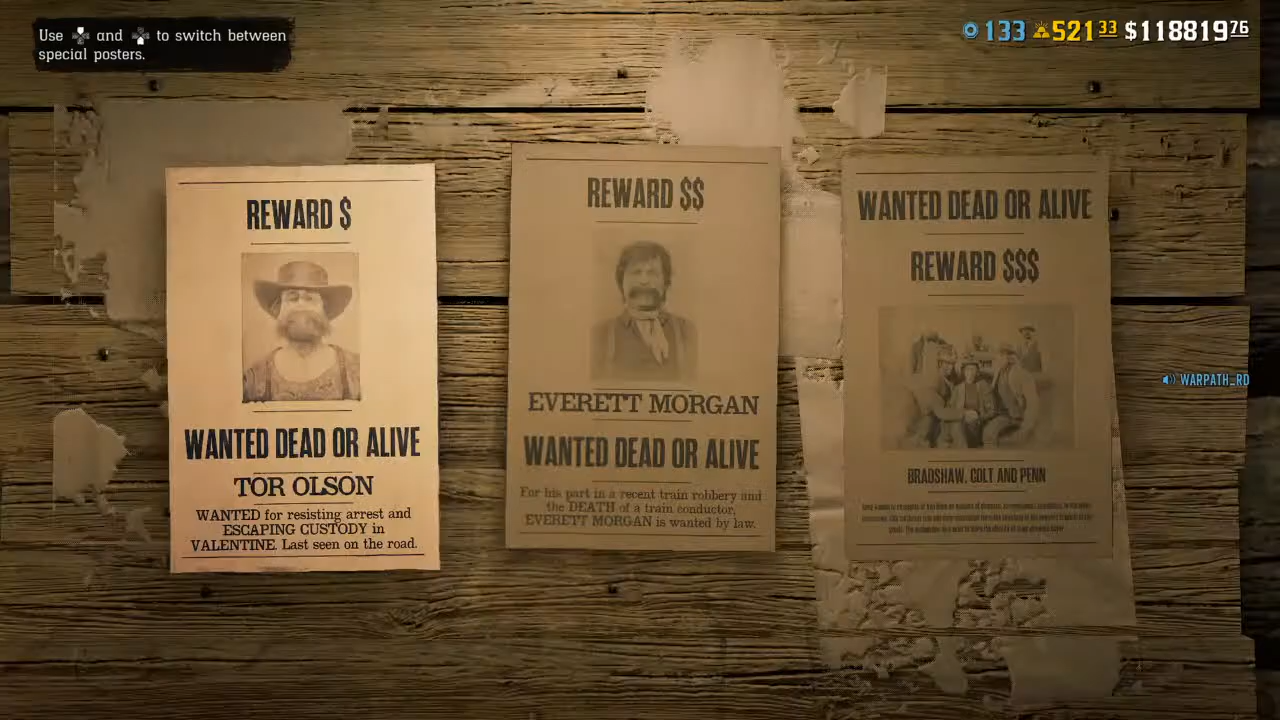 Use and to switch between
special posters.
133 521 33 $118819 76
REWARD $
WANTED DEAD OR ALIVE
TOR OLSON
WANTED for resisting arrest and
ESCAPING CUSTODY in
VALENTINE. Last seen on the road.
REWARD $$
EVERETT MORGAN
WANTED DEAD OR ALIVE
For his part in a recent train robbery and
the DEATH of a train conductor,
EVERETT MORGAN is wanted by law.
WANTED DEAD OR ALIVE
REWARD $$$
BRADSHAW, COLT AND PENN
WARPATH_RD